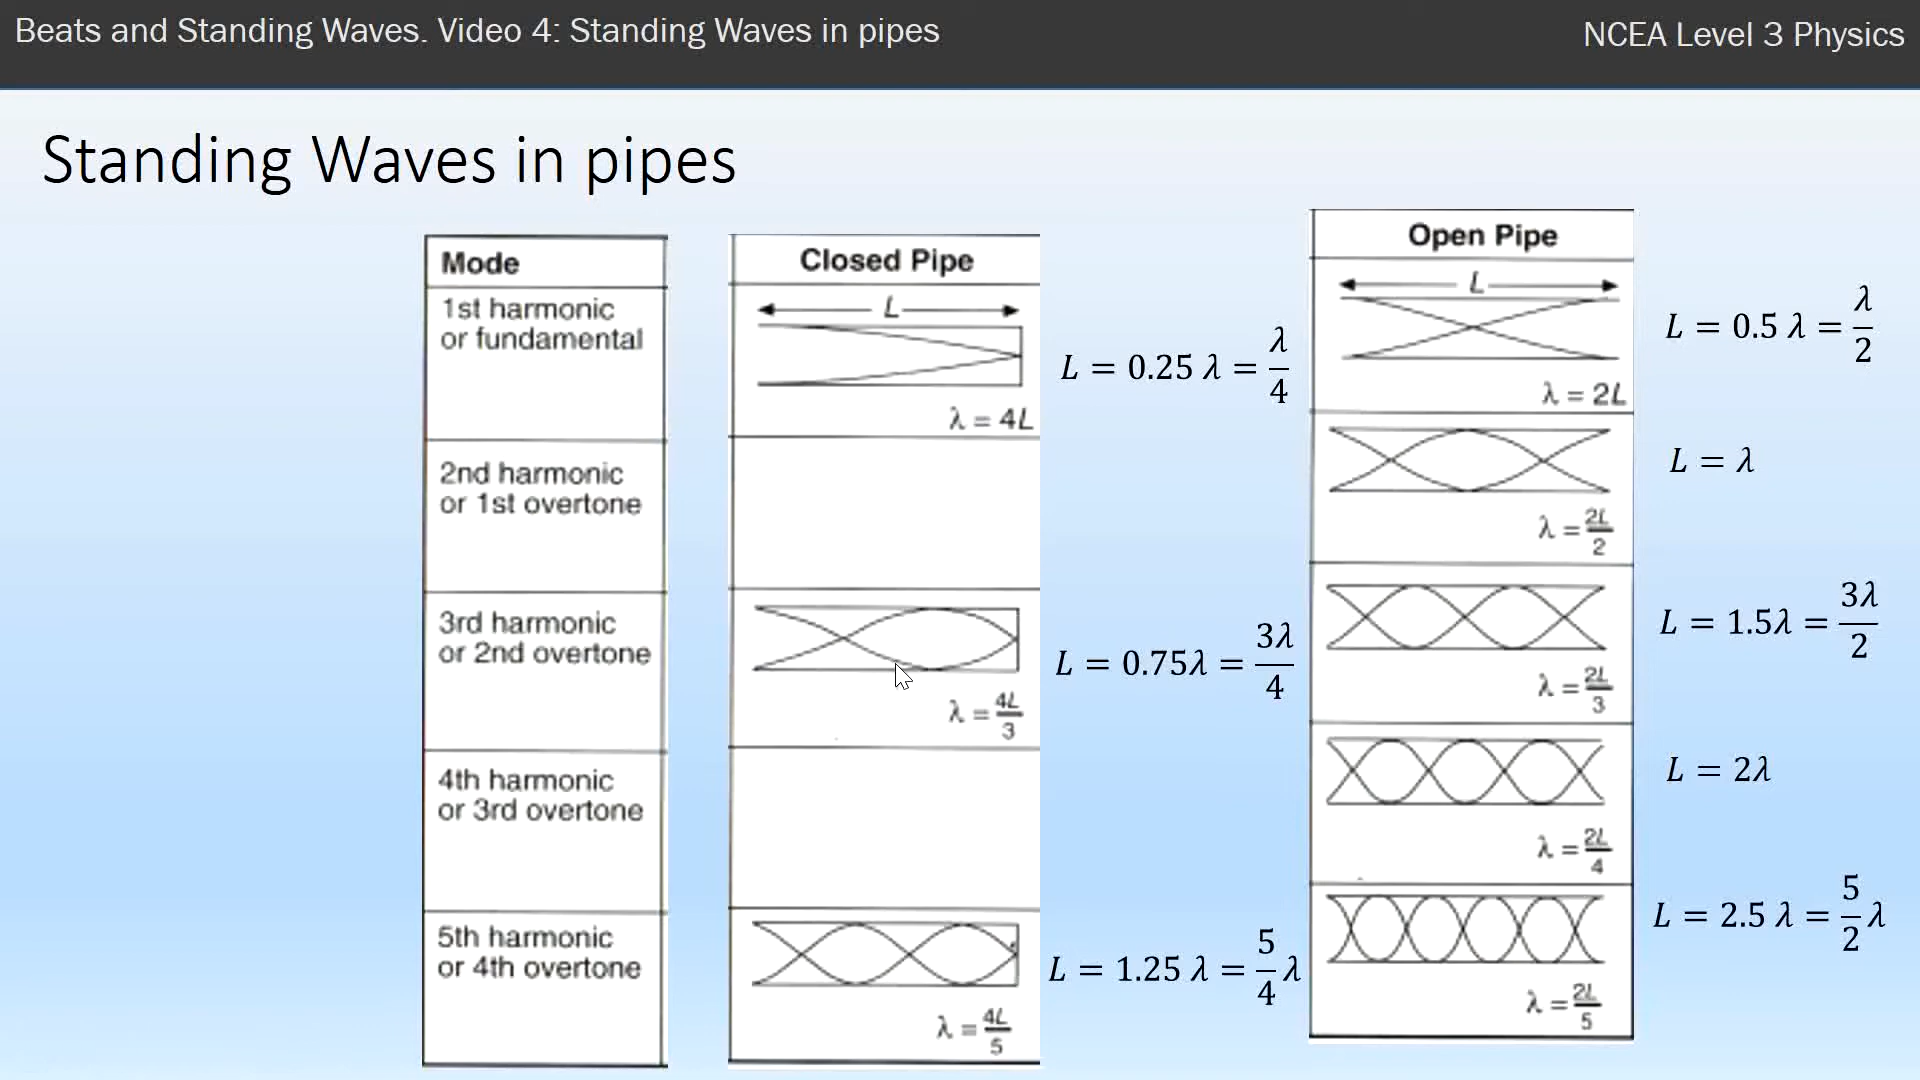 Beats and Standing Waves. Video 4: Standing Waves in pipes
NCEA Level 3 Physics
Standing Waves in pipes
Mode
1st harmonic
or fundamental
2nd harmonic
or 1st overtone
3rd harmonic
or 2nd overtone
4th harmonic
or 3rd overtone
5th harmonic
or 4th overtone
Closed Pipe
L
λ = 4L
λ = 4L/3
λ = 4L/5
L = 0.25 λ = λ/4
L = 0.75λ = 3λ/4
L = 1.25 λ = 5/4 λ
Open Pipe
L
λ = 2L
λ = 2L/2
λ = 2L/3
λ = 2L/4
λ = 2L/5
L = 0.5 λ = λ/2
L = λ
L = 1.5λ = 3λ/2
L = 2λ
L = 2.5 λ = 5/2 λ